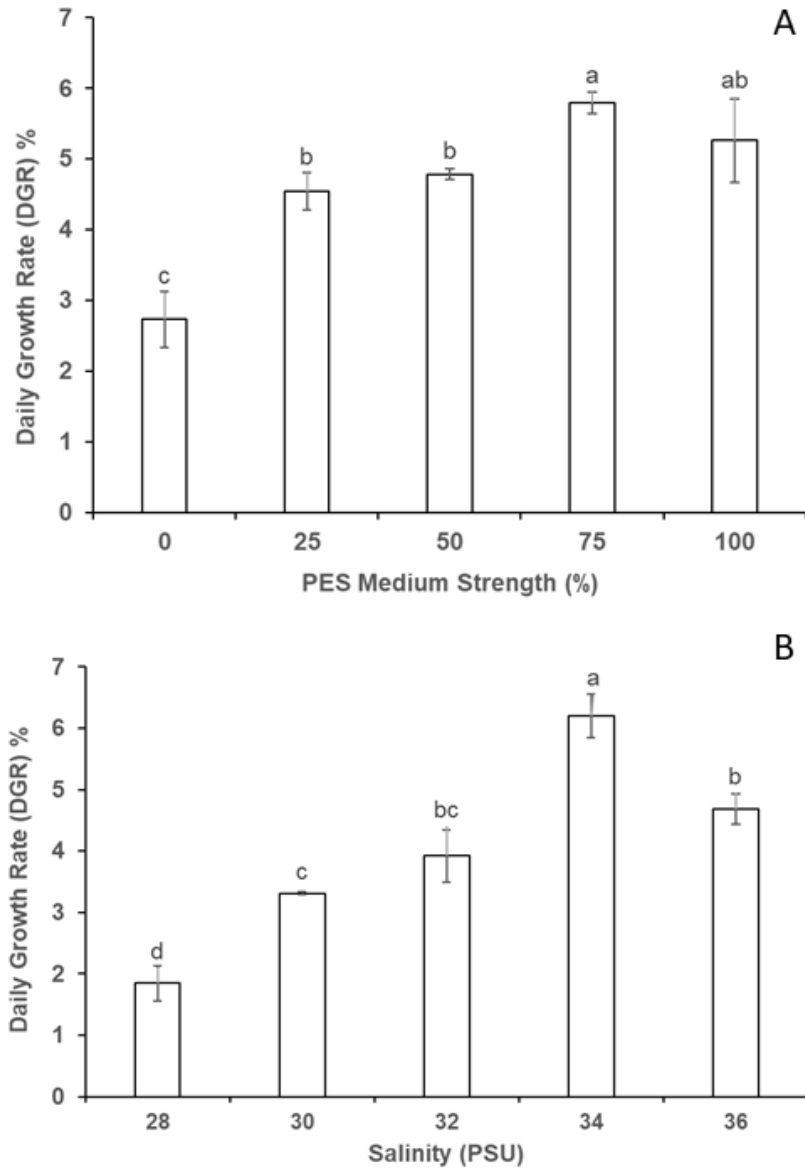 A
7
6
5
4
3
2
1
0
Daily Growth Rate (DGR) %
c
b
b
a
ab
0 25 50 75 100
PES Medium Strength (%)
B
7
6
5
4
3
2
1
0
Daily Growth Rate (DGR) %
d
c
bc
a
b
28 30 32 34 36
Salinity (PSU)